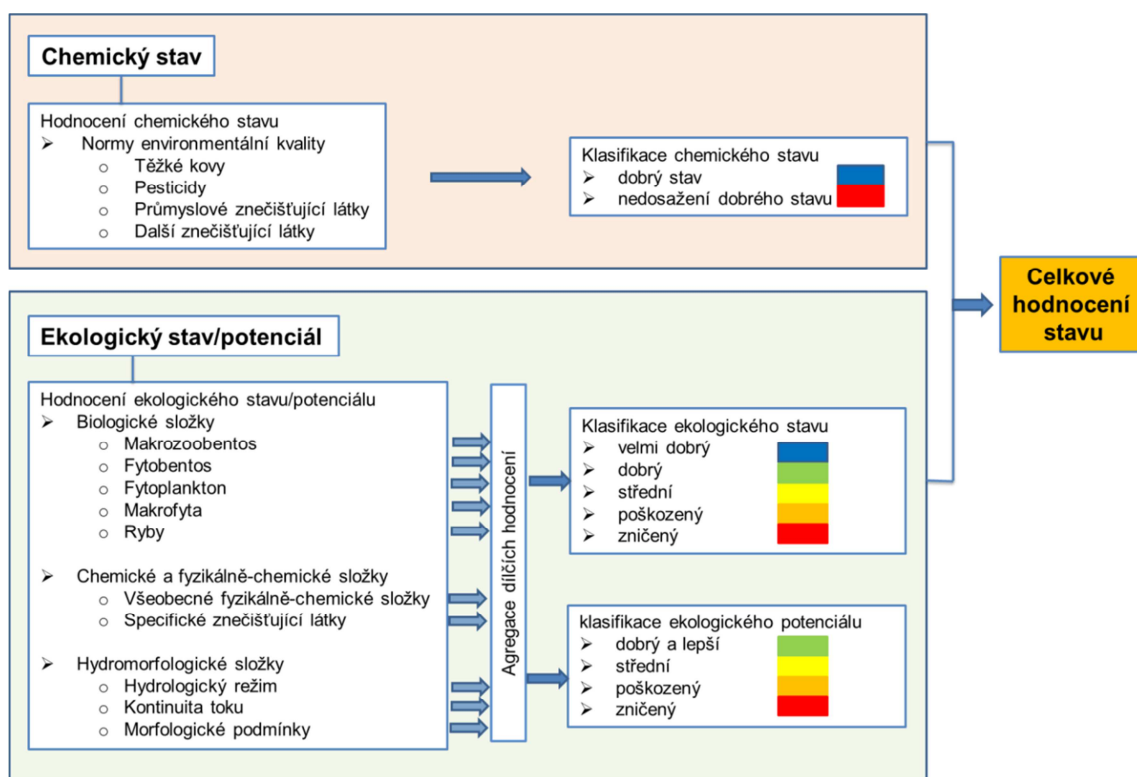 Chemický stav
Hodnocení chemického stavu
Normy environmentální kvality
Těžké kovy
Pesticidy
Průmyslové znečišťující látky
Další znečišťující látky
Klasifikace chemického stavu
dobrý stav
nedosažení dobrého stavu
Celkové
hodnocení
stavu
Ekologický stav/potenciál
Hodnocení ekologického stavu/potenciálu
Biologické složky
Makrozoobentos
Fytobentos
Fytoplankton
Makrofyta
Ryby
Chemické a fyzikálně-chemické složky
Všeobecné fyzikálně-chemické složky
Specifické znečišťující látky
Hydromorfologické složky
Hydrologický režim
Kontinuita toku
Morfologické podmínky
Agregace dílčích hodnocení
Klasifikace ekologického stavu
velmi dobrý
dobrý
střední
poškozený
zničený
klasifikace ekologického potenciálu
dobrý a lepší
střední
poškozený
zničený